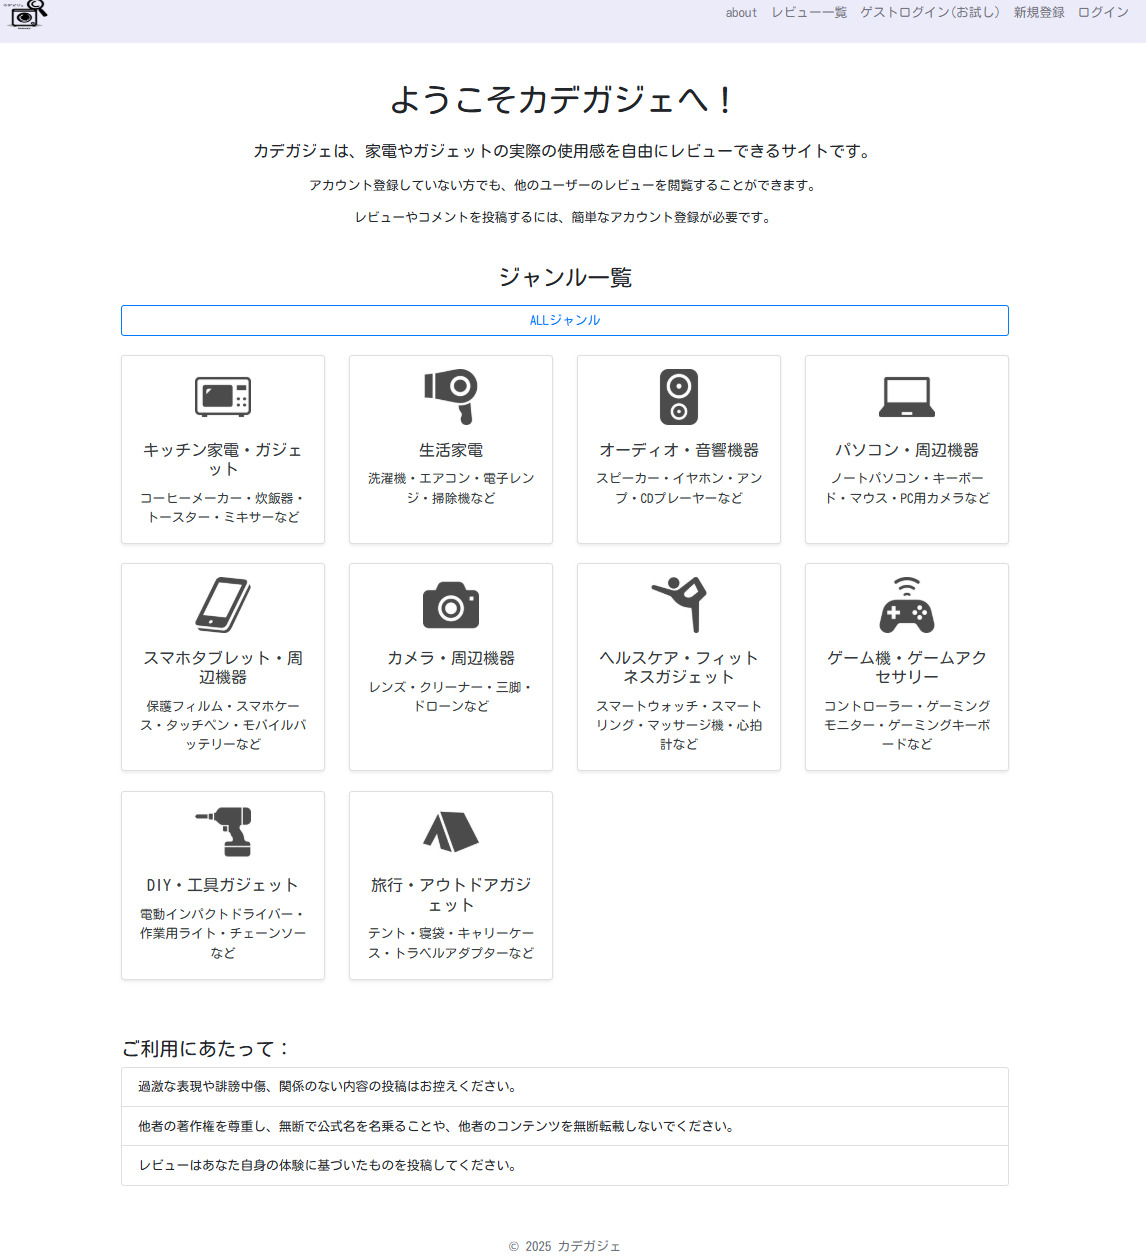 about レビュー一覧 ゲストログイン(お試し) 新規登録 ログイン
ようこそカデガジェへ！
カデガジェは、家電やガジェットの実際の使用感を自由にレビューできるサイトです。
アカウント登録していない方でも、他のユーザーのレビューを閲覧することができます。
レビューやコメントを投稿するには、簡単なアカウント登録が必要です。
ジャンル一覧
ALLジャンル
キッチン家電・ガジェ
ット
コーヒーメーカー・炊飯器・
トースター・ミキサーなど
生活家電
洗濯機・エアコン・電子レン
ジ・掃除機など
オーディオ・音響機器
スピーカー・イヤホン・アン
プ・CDプレーヤーなど
パソコン・周辺機器
ノートパソコン・キーボー
ド・マウス・PC用カメラなど
スマホタブレット・周
辺機器
保護フィルム・スマホケー
ス・タッチペン・モバイルバ
ッテリーなど
カメラ・周辺機器
レンズ・クリーナー・三脚・
ドローンなど
ヘルスケア・フィット
ネスガジェット
スマートウォッチ・スマート
リング・マッサージ機・心拍
計など
ゲーム機・ゲームアク
セサリー
コントローラー・ゲーミング
モニター・ゲーミングキーボ
ードなど
DIY・工具ガジェット
電動インパクトドライバー・
作業用ライト・チェーンソー
など
旅行・アウトドアガジ
ェット
テント・寝袋・キャリーケー
ス・トラベルアダプターなど
ご利用にあたって：
過激な表現や誹謗中傷、関係のない内容の投稿はお控えください。
他者の著作権を尊重し、無断で公式名を名乗ることや、他者のコンテンツを無断転載しないでください。
レビューはあなた自身の体験に基づいたものを投稿してください。
© 2025 カデガジェ